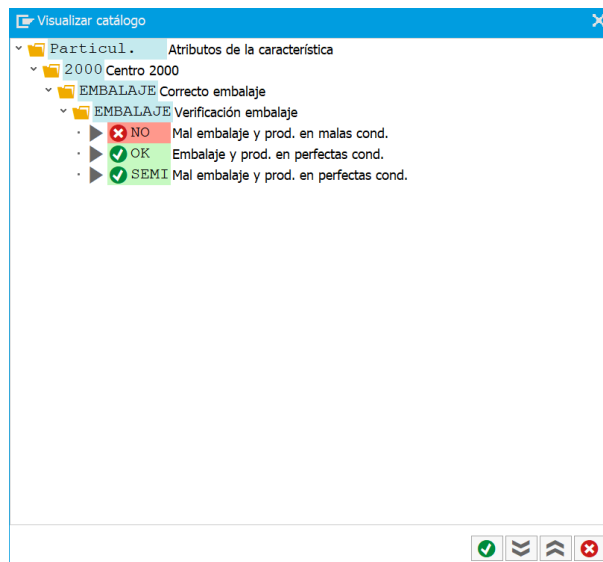 Visualizar catálogo
Particul. Atributos de la característica
2000 Centro 2000
EMBALAJE Correcto embalaje
EMBALAJE Verificación embalaje
NO Mal embalaje y prod. en malas cond.
OK Embalaje y prod. en perfectas cond.
SEMI Mal embalaje y prod. en perfectas cond.